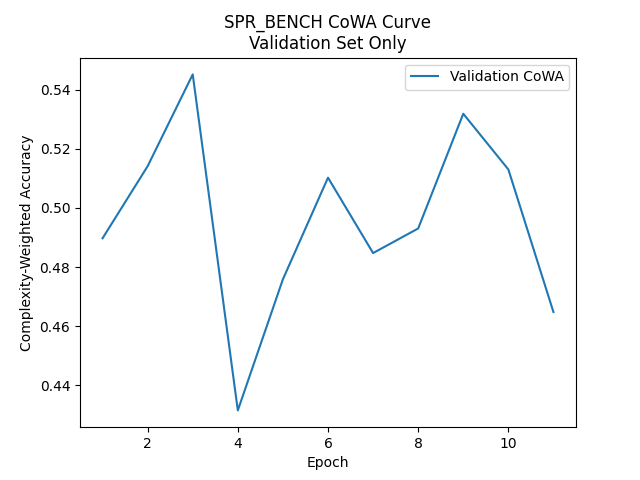 SPR_BENCH CoWA Curve
Validation Set Only
Validation CoWA
Complexity-Weighted Accuracy
0.54
0.52
0.50
0.48
0.46
0.44
2 4 6 8 10
Epoch